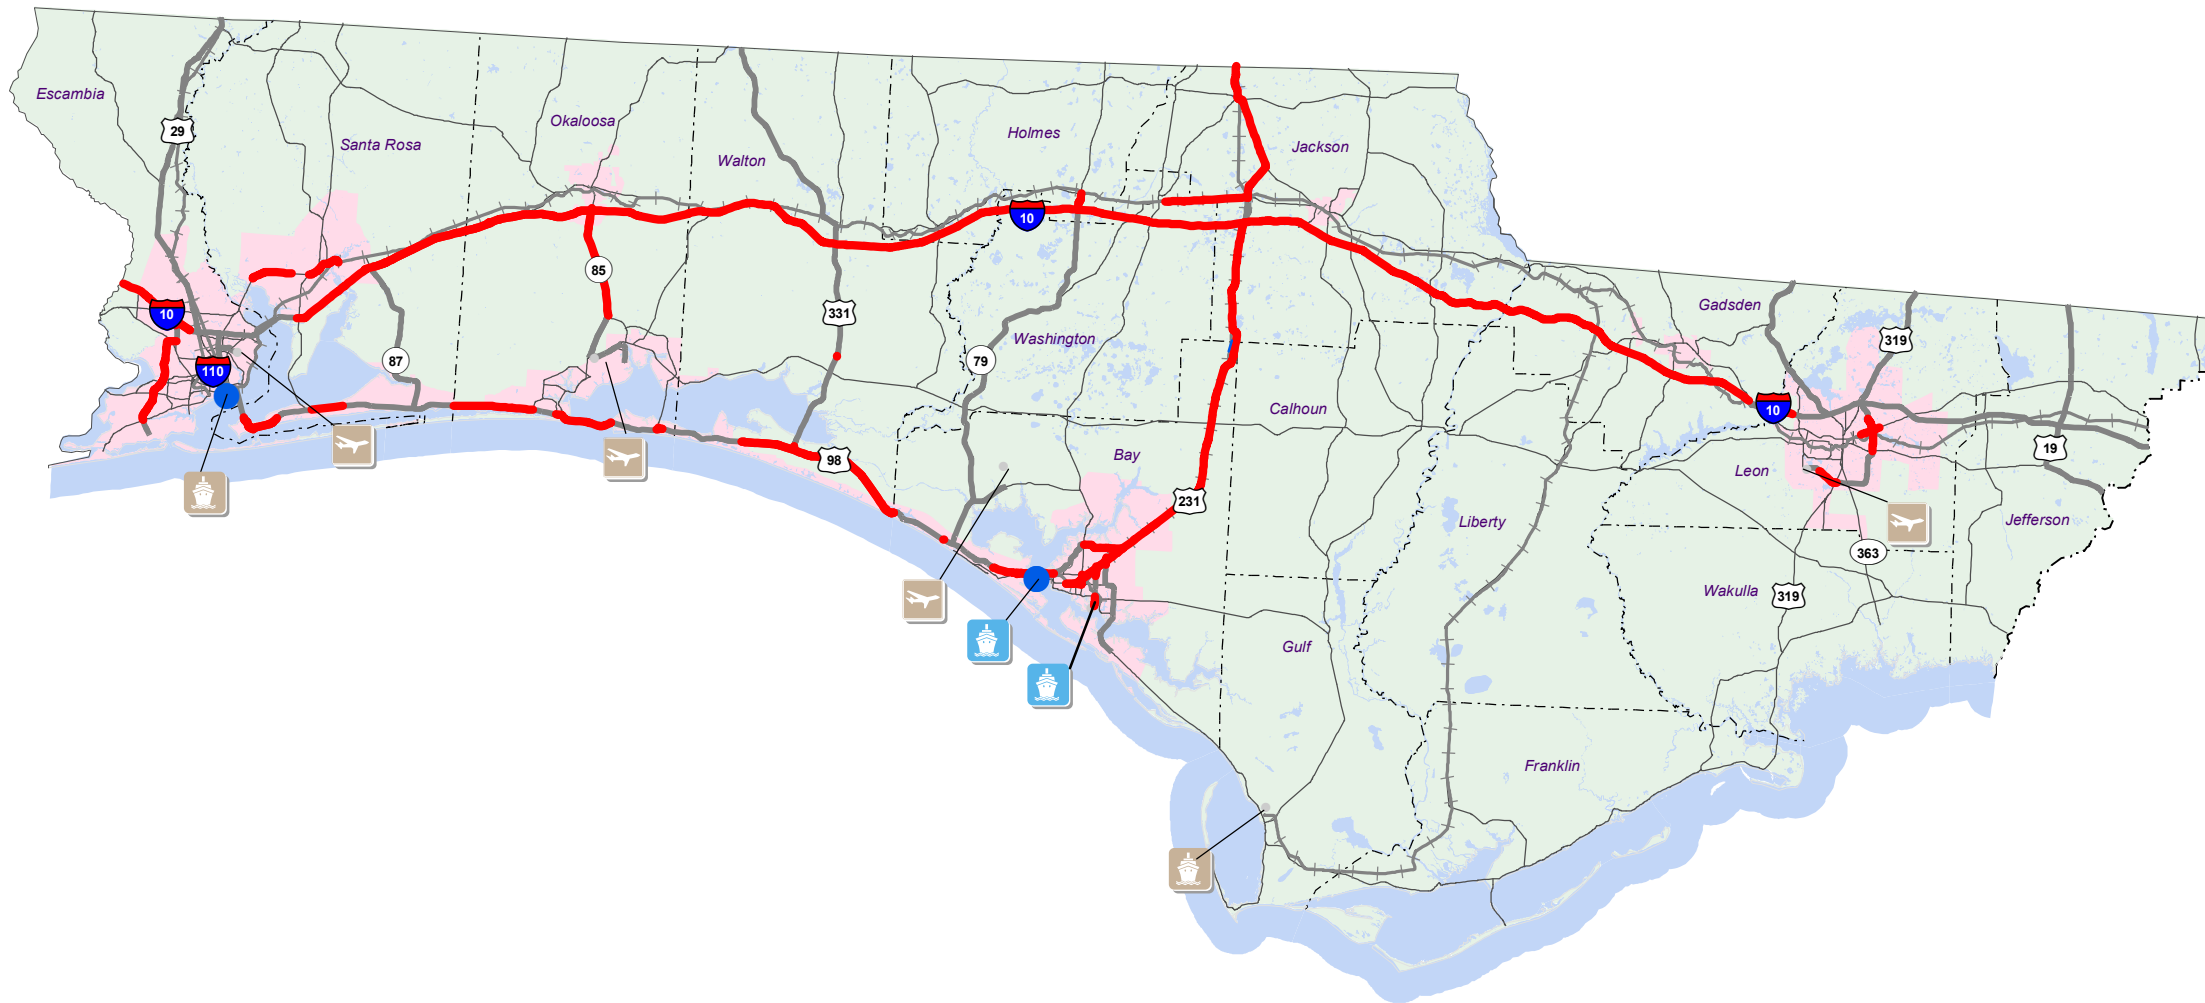 Escambia
29
Santa Rosa
Okaloosa
Walton
Holmes
Jackson
10
85
331
10
110
87
79
Washington
Calhoun
Gadsden
319
10
19
98
Bay
231
Leon
Liberty
Jefferson
363
Wakulla
319
Gulf
Franklin